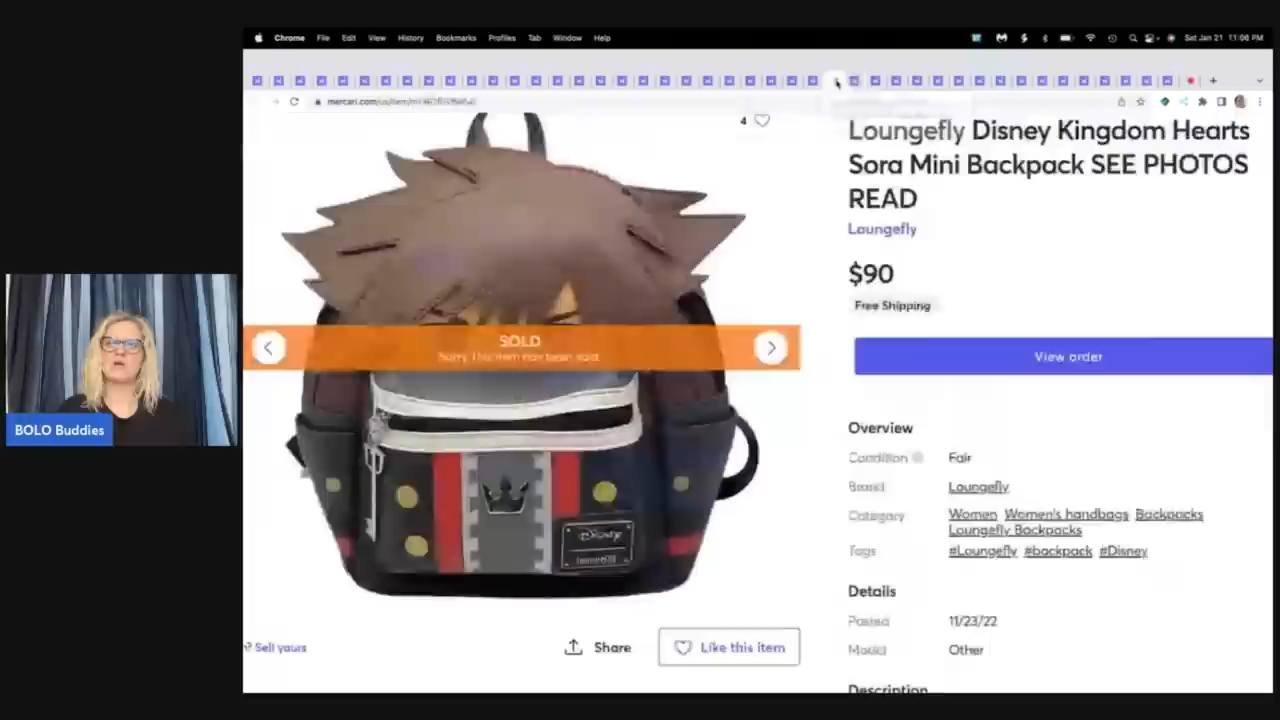 Chrome File Edit View History Bookmarks Profiles Tab Window Help
Sat Jan 21 11:06 PM
4
Loungefly Disney Kingdom Hearts
Sora Mini Backpack SEE PHOTOS
READ
Loungefly
$90
Free Shipping
SOLD
Sorry. This item has been sold.
View order
BOLO Buddies
Overview
Condition Fair
Brand Loungefly
Category Women Women's handbags Backpacks
Loungefly Backpacks
Tags #Loungefly #backpack #Disney
Disney
Details
Posted 11/23/22
Mould Other
Sell yours
Share
Like this item
Description